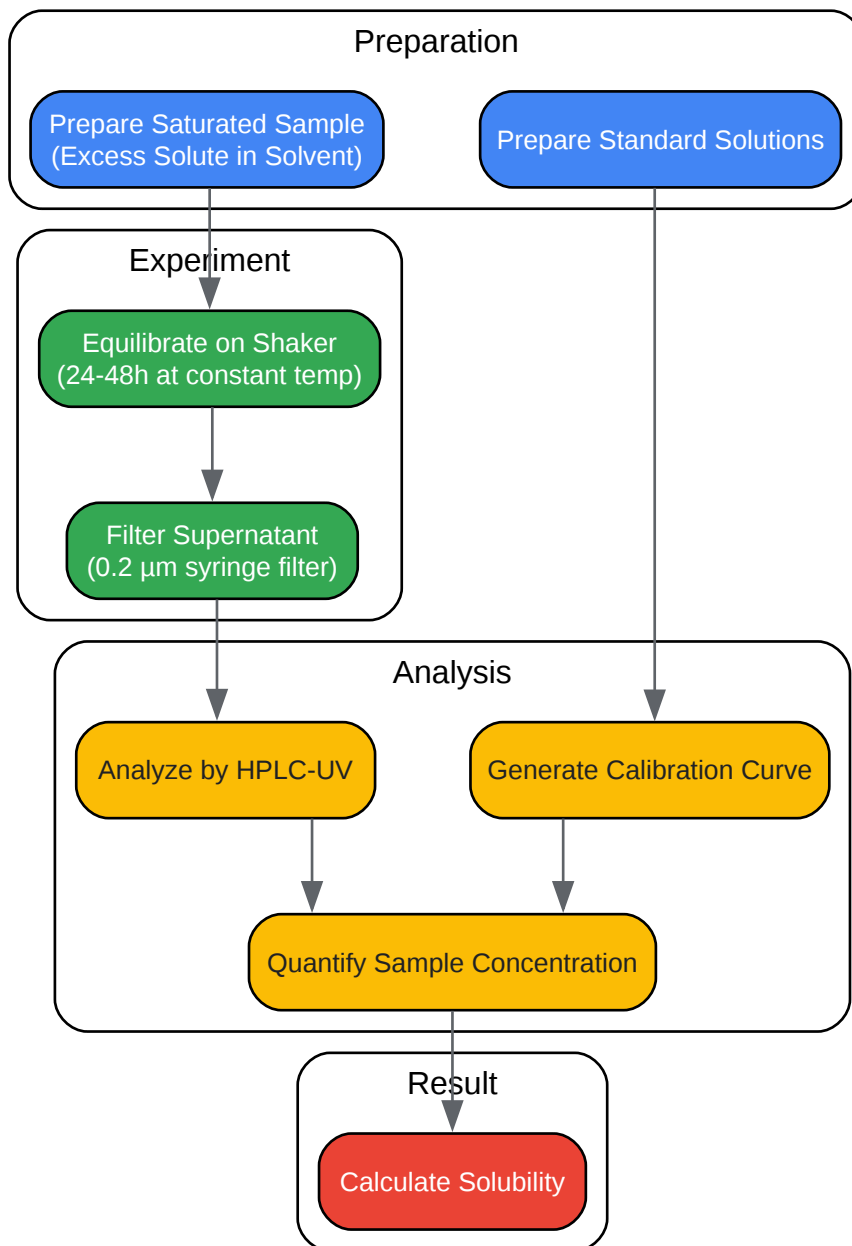 Preparation
Prepare Saturated Sample
(Excess Solute in Solvent)
Prepare Standard Solutions
Experiment
Equilibrate on Shaker
(24-48h at constant temp)
Filter Supernatant
(0.2 µm syringe filter)
Analysis
Analyze by HPLC-UV
Generate Calibration Curve
Quantify Sample Concentration
Result
Calculate Solubility